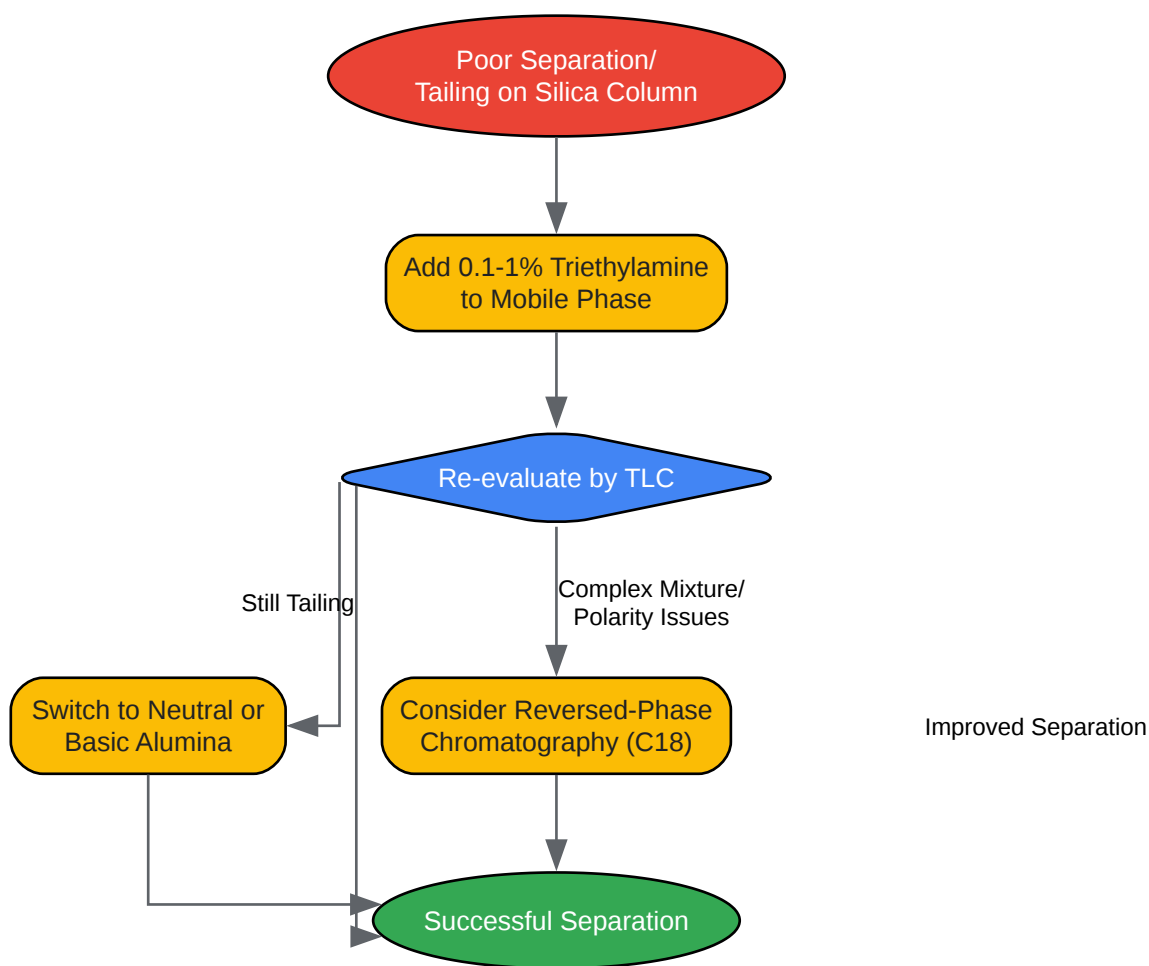 Poor Separation/
Tailing on Silica Column
Add 0.1-1% Triethylamine
to Mobile Phase
Re-evaluate by TLC
Still Tailing
Complex Mixture/
Polarity Issues
Switch to Neutral or
Basic Alumina
Consider Reversed-Phase
Chromatography (C18)
Improved Separation
Successful Separation